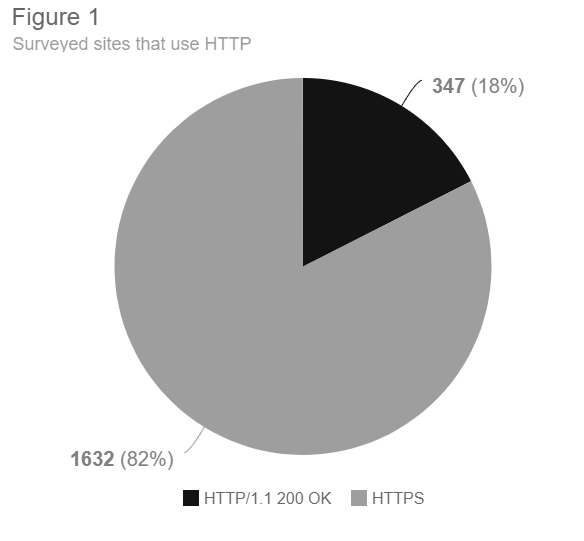 Figure 1
Surveyed sites that use HTTP
347 (18%)
1632 (82%)
HTTP/1.1 200 OK HTTPS